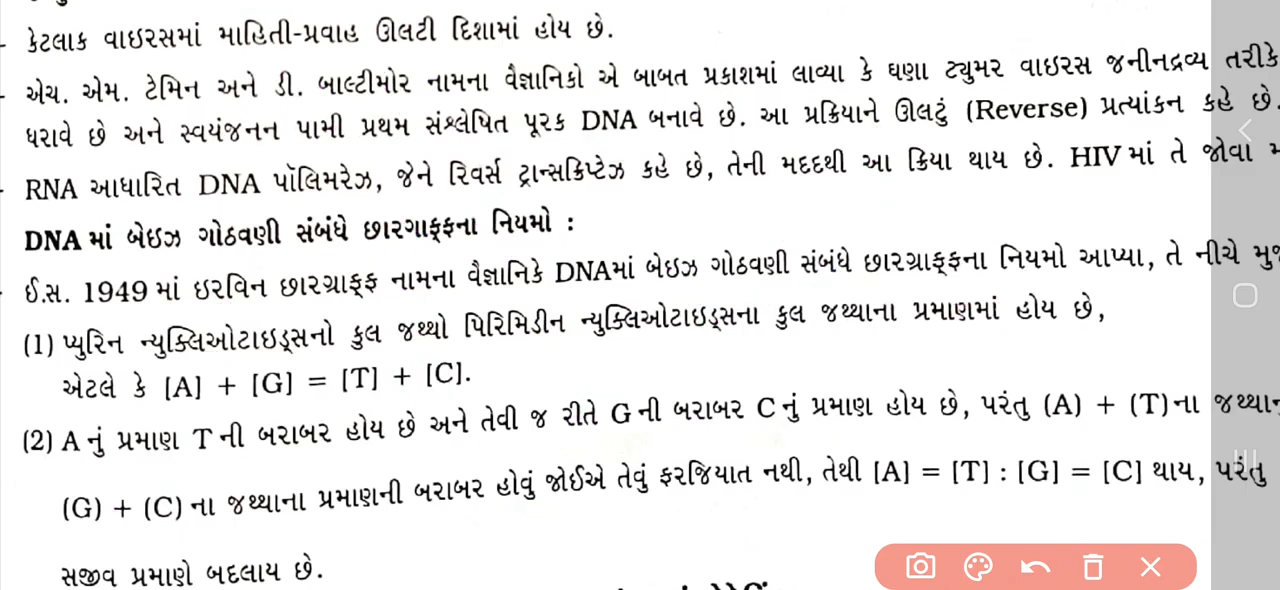 - કેટલાક વાઇરસમાં માહિતી-પ્રવાહ ઊલટી દિશામાં હોય છે.
- એચ. એમ. ટેમિન અને ડી. બાલ્ટીમોર નામના વૈજ્ઞાનિકો એ બાબત પ્રકાશમાં લાવ્યા કે ઘણા ટ્યુમર વાઇરસ જનીનદ્રવ્ય તરીકે
ધરાવે છે અને સ્વયંજનન પામી પ્રથમ સંશ્લેષિત પૂરક DNA બનાવે છે. આ પ્રક્રિયાને ઊલટું (Reverse) પ્રત્યાંકન કહે છે.
- RNA આધારિત DNA પૉલિમરેઝ, જેને રિવર્સ ટ્રાન્સક્રિપ્ટેઝ કહે છે, તેની મદદથી આ ક્રિયા થાય છે. HIV માં તે જોવા
DNA માં બેઇઝ ગોઠવણી સંબંધે છારગાફ્ફના નિયમો :
- ઈ.સ. 1949 માં ઇરવિન છારગ્રાફ્ફ નામના વૈજ્ઞાનિકે DNAમાં બેઇઝ ગોઠવણી સંબંધે છારગ્રાફ્ફના નિયમો આપ્યા, તે નીચે
(1) પ્યુરિન ન્યુક્લિઓટાઇડ્સનો કુલ જથ્થો પિરિમિડીન ન્યુક્લિઓટાઇડ્સના કુલ જથ્થાના પ્રમાણમાં હોય છે,
એટલે કે [A] + [G] = [T] + [C].
(2) A નું પ્રમાણ T ની બરાબર હોય છે અને તેવી જ રીતે G ની બરાબર C નું પ્રમાણ હોય છે, પરંતુ (A) + (T) ના
(G) + (C) ના જથ્થાના પ્રમાણની બરાબર હોવું જોઈએ તેવું ફરજિયાત નથી, તેથી [A] = [T] : [G] = [C] થાય, પરંતુ
સજીવ પ્રમાણે બદલાય છે.